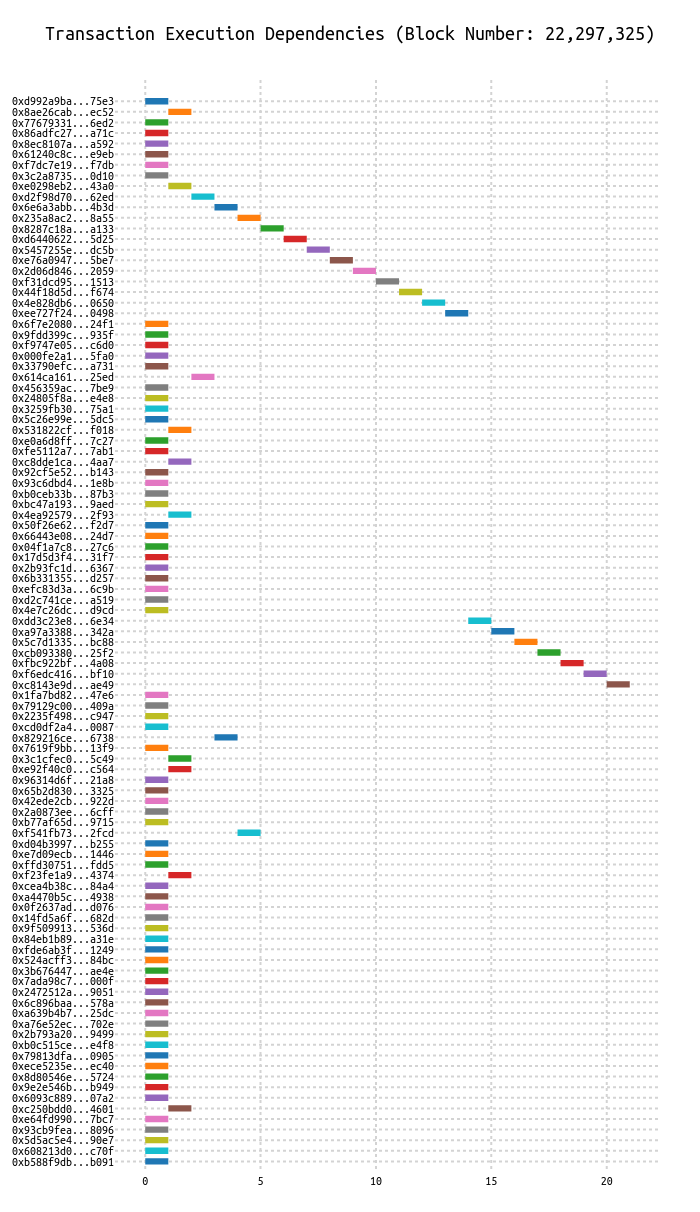 Transaction Execution Dependencies (Block Number: 22,297,325)
0xd992a9ba...75e3
0x8ae26cab...ec52
0x77679331...6ed2
0x86adfc27...a71c
0x8ec8107a...a592
0x61240c8c...e9eb
0xf7dc7e19...f7db
0x3c2a8735...0d10
0xe0298eb2...43a0
0xd2f98d70...62ed
0x6e6a3abb...4b3d
0x235a8ac2...8a55
0x8287c18a...a133
0xd6440622...5d25
0x5457255e...dc5b
0xe76a0947...5be7
0x2d06d846...2059
0xf31dcd95...1513
0x44f18d5d...f674
0x4e828db6...0650
0xee727f24...0498
0x6f7e2080...24f1
0x9fdd399c...935f
0xf9747e05...c6d0
0x000fe2a1...5fa0
0x33790efc...a731
0x614ca161...25ed
0x456359ac...7be9
0x24805f8a...e4e8
0x3259fb30...75a1
0x5c26e99e...5dc5
0x531822cf...f018
0xe0a6d8ff...7c27
0xfe5112a7...7ab1
0xc8dde1ca...4aa7
0x92cf5e52...b143
0x93c6dbd4...1e8b
0xb0ceb33b...87b3
0xbc47a193...9aed
0x4ea92579...2f93
0x50f26e62...f2d7
0x66443e08...24d7
0x04f1a7c8...27c6
0x17d5d3f4...31f7
0x2b93fc1d...6367
0x6b331355...d257
0xefc83d3a...6c9b
0xd2c741ce...a519
0x4e7c26dc...d9cd
0xdd3c23e8...6e34
0xa97a3388...342a
0x5c7d1335...bc88
0xcb093380...25f2
0xfbc922bf...4a08
0xf6edc416...bf10
0xc8143e9d...ae49
0x1fa7bd82...47e6
0x79129c00...409a
0x2235f498...c947
0xcd0df2a4...0087
0x829216ce...6738
0x7619f9bb...13f9
0x3c1cfec0...5c49
0xe92f40c0...c564
0x96314d6f...21a8
0x65b2d830...3325
0x42ede2cb...922d
0x2a0873ee...6cff
0xb77af65d...9715
0xf541fb73...2fcd
0xd04b3997...b255
0xe7d09ecb...1446
0xffd30751...fdd5
0xf23fe1a9...4374
0xcea4b38c...84a4
0xa4470b5c...4938
0x0f2637ad...d076
0x14fd5a6f...682d
0x9f509913...536d
0x84eb1b89...a31e
0xfde6ab3f...1249
0x524acff3...84bc
0x3b676447...ae4e
0x7ada98c7...000f
0x2472512a...9051
0x6c896baa...578a
0xa639b4b7...25dc
0xa76e52ec...702e
0x2b793a20...9499
0xb0c515ce...e4f8
0x79813dfa...0905
0xece5235e...ec40
0x8d80546e...5724
0x9e2e546b...b949
0x6093c889...07a2
0xc250bdd0...4601
0xe64fd990...7bc7
0x93cb9fea...8096
0x5d5ac5e4...90e7
0x608213d0...c70f
0xb588f9db...b091
0 5 10 15 20